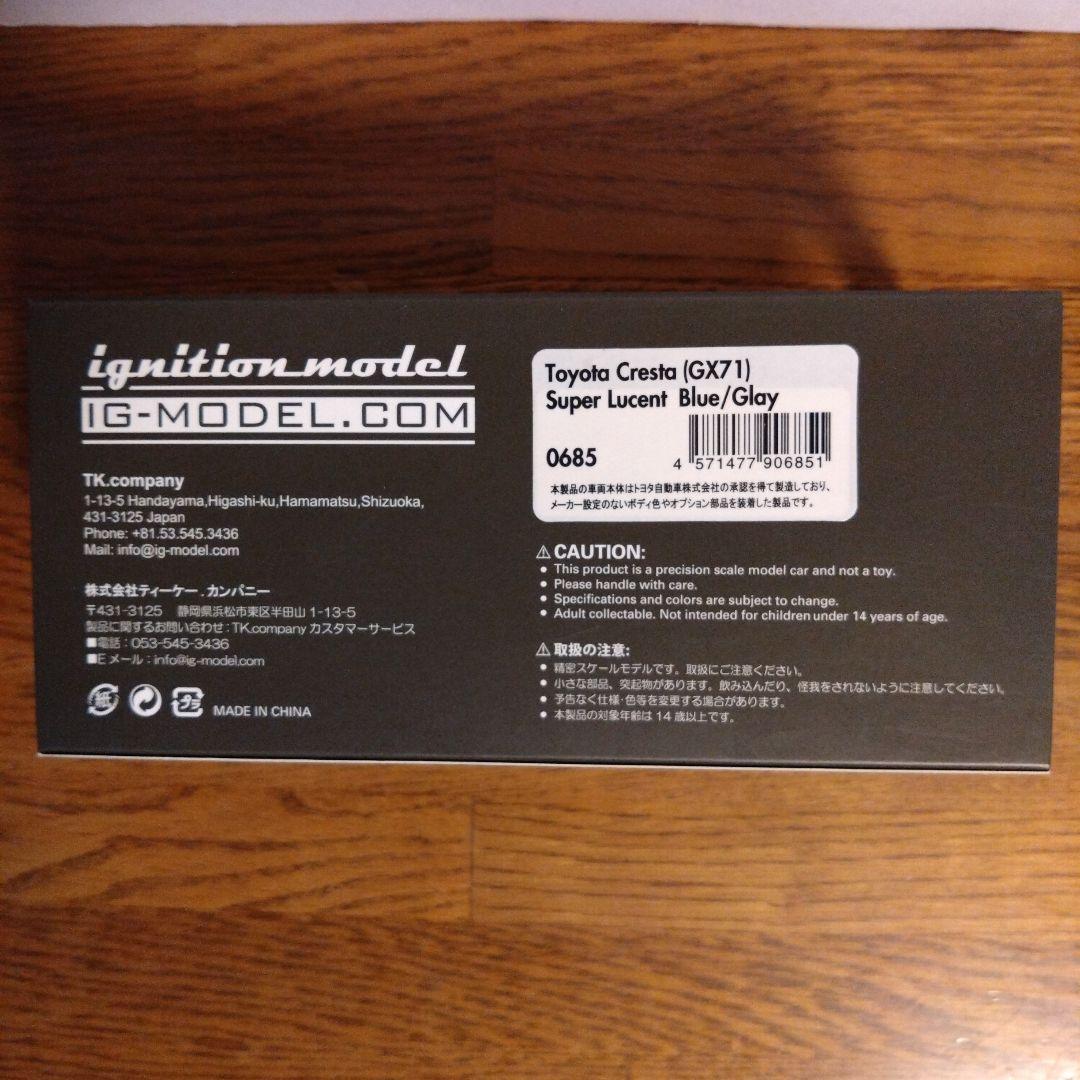 ignition model
IG-MODEL.COM
TK.company
1-13-5 Handayama,Higashi-ku,Hamamatsu,Shizuoka,
431-3125 Japan
Phone: +81.53.545.3436
Mail: info@ig-model.com
株式会社ティーケー.カンパニー
〒431-3125 静岡県浜松市東区半田山 1-13-5
製品に関するお問い合わせ:TK.company カスタマーサービス
■電話:053-545-3436
■E メール:info@ig-model.com
紙
プラ
MADE IN CHINA
Toyota Cresta (GX71)
Super Lucent Blue/Glay
0685
4 571477 906851
本製品の車両本体はトヨタ自動車株式会社の承認を得て製造しており、
メーカー設定のないボディ色やオプション部品を装着した製品です。
⚠CAUTION:
● This product is a precision scale model car and not a toy.
● Please handle with care.
● Specifications and colors are subject to change.
● Adult collectable. Not intended for children under 14 years of age.
⚠取扱の注意:
● 精密スケールモデルです。取扱にご注意ください。
● 小さな部品、突起物があります。飲み込んだり、怪我をされないように注意してください。
● 予告なく仕様・色等を変更する場合があります。
● 本製品の対象年齢は 14 歳以上です。